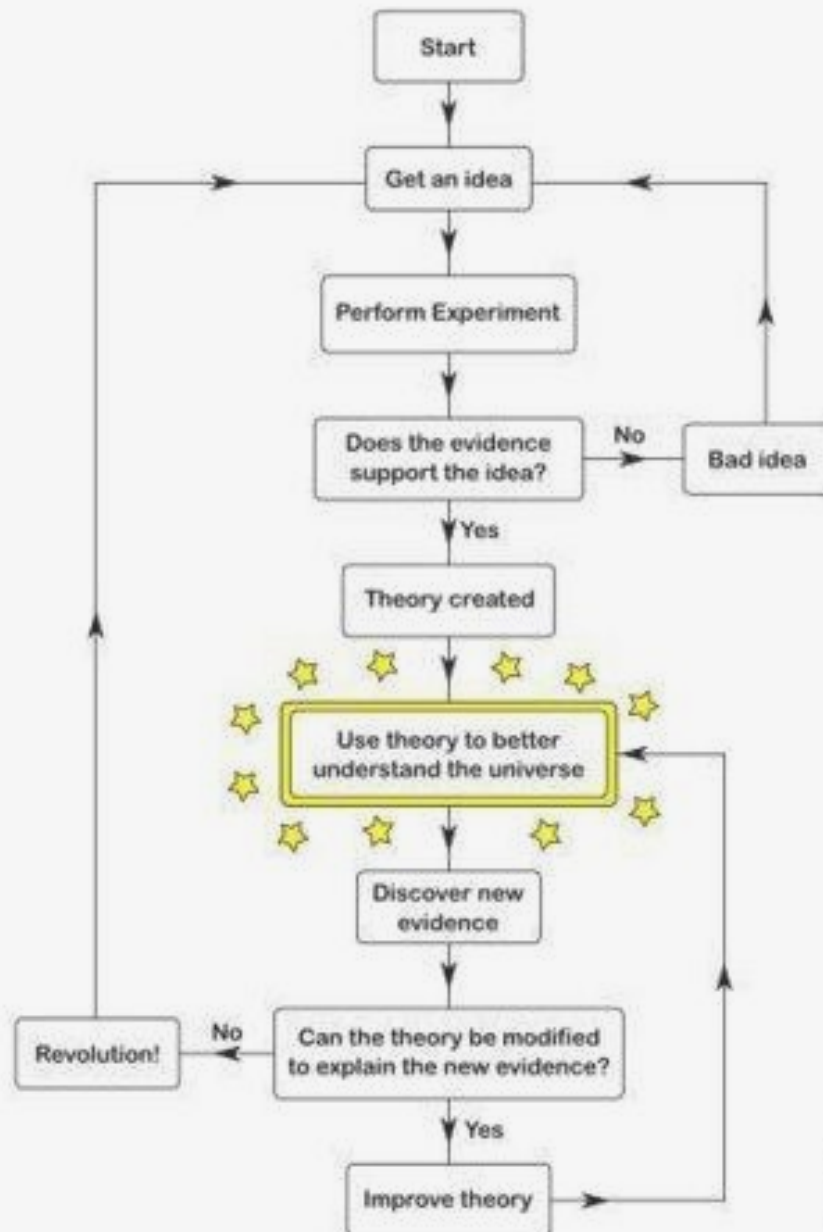 Start
Get an idea
Perform Experiment
Does the evidence
support the idea?
No
Bad idea
Yes
Theory created
Use theory to better
understand the universe
Discover new
evidence
Can the theory be modified
to explain the new evidence?
No
Revolution!
Yes
Improve theory